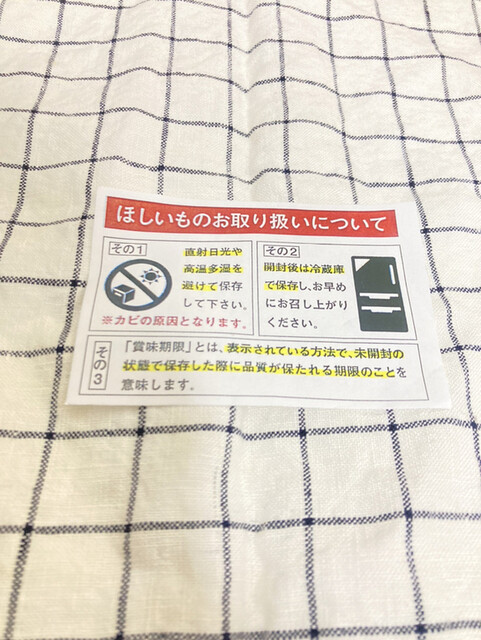 ほしいものお取り扱いについて
その1
直射日光や
高温多湿を
避けて保存
して下さい。
※カビの原因となります。
その2
開封後は冷蔵庫
で保存し、お早め
にお召し上がり
ください。
その3
「賞味期限」とは、表示されている方法で、未開封の
状態で保存した際に品質が保たれる期限のことを
意味します。